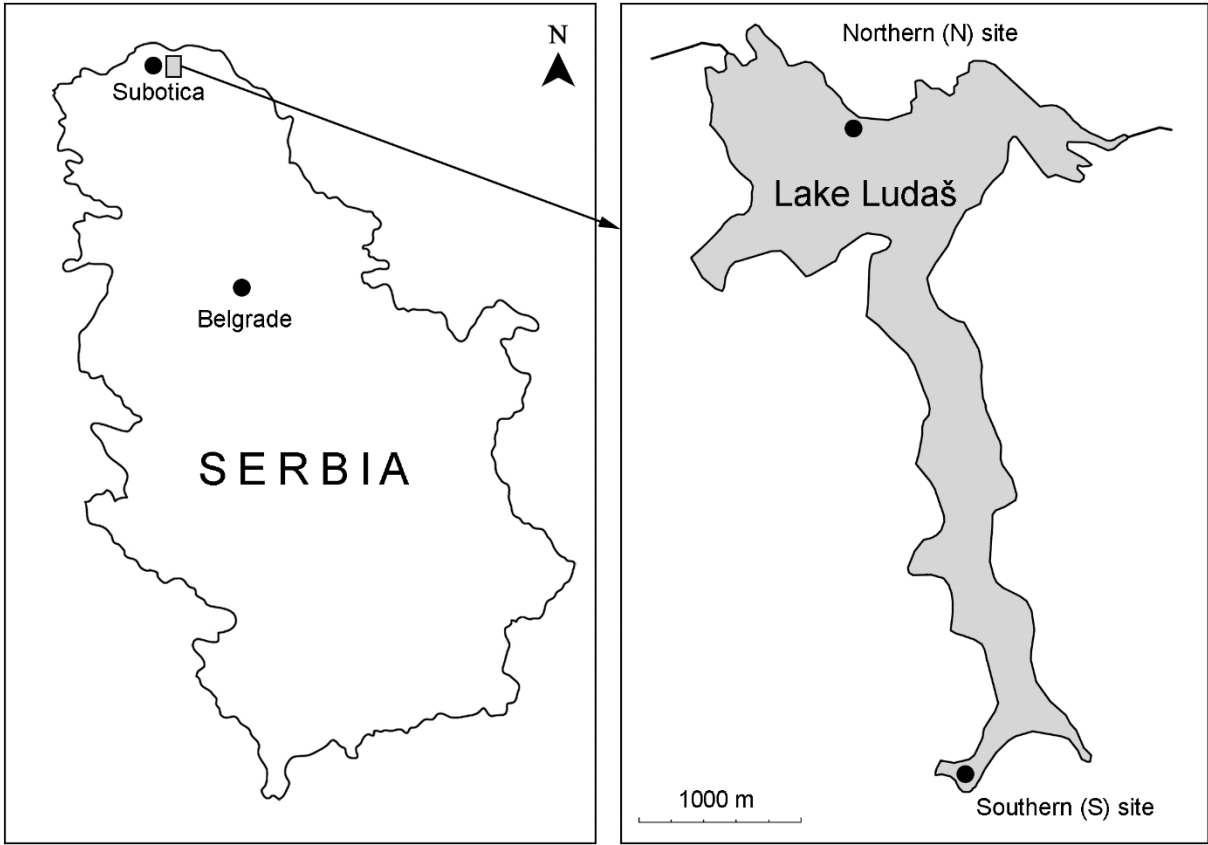 N
Subotica
Belgrade
SERBIA
Northern (N) site
Lake Ludaš
1000 m
Southern (S) site